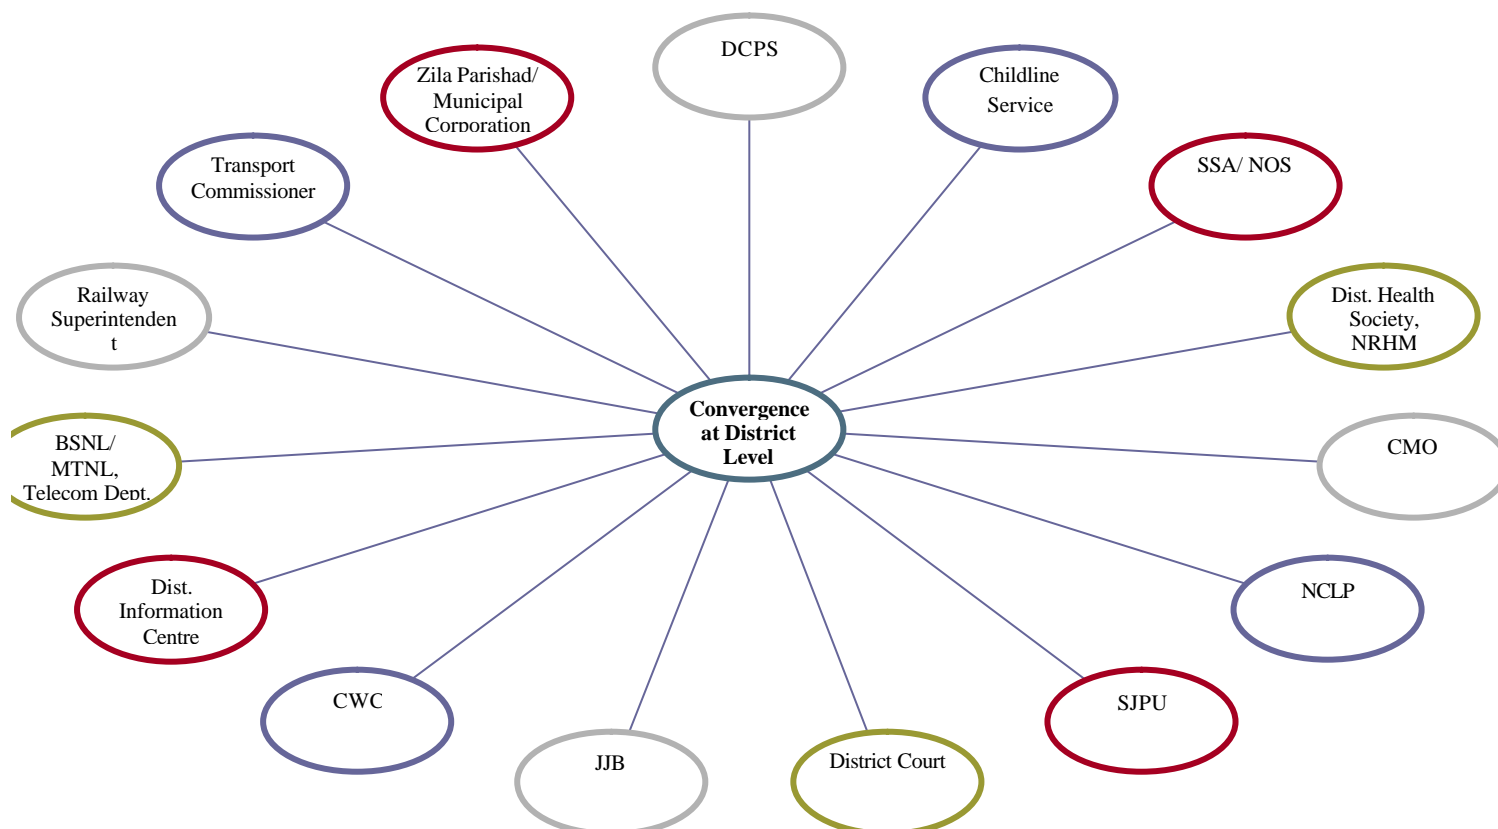 DCPS
Childline
Service
SSA/ NOS
Dist. Health
Society,
NRHM
CMO
NCLP
SJPU
District Court
JJB
CWC
Dist.
Information
Centre
BSNL/
MTNL,
Telecom Dept.
Railway
Superintenden
t
Transport
Commissioner
Zila Parishad/
Municipal
Corporation
Convergence
at District
Level